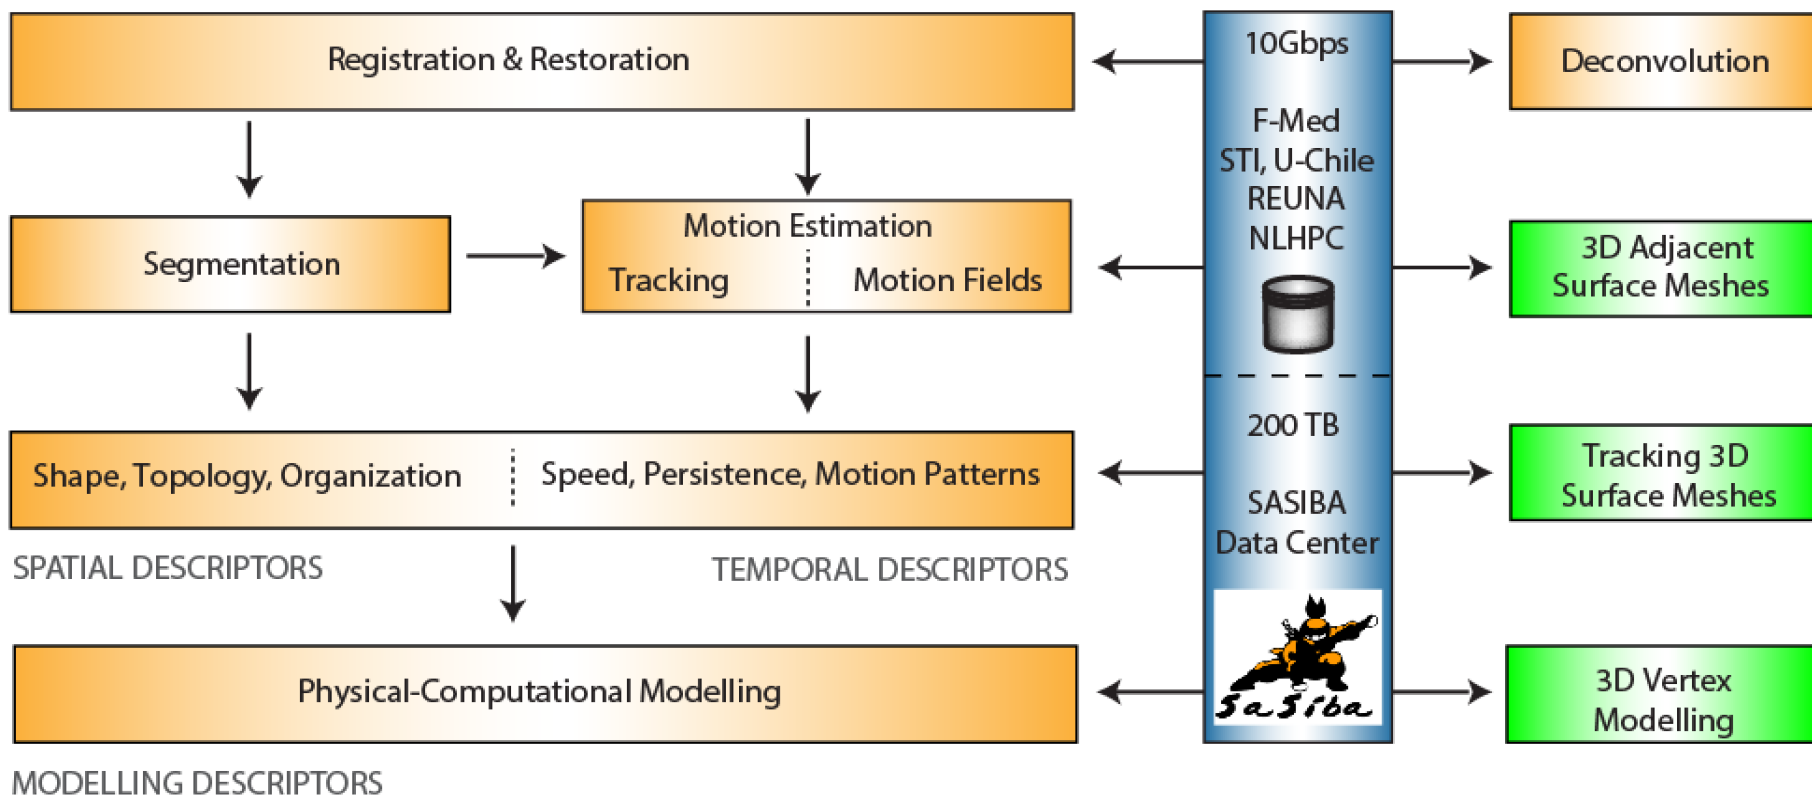 Registration & Restoration
Segmentation
Motion Estimation
Tracking
Motion Fields
Shape, Topology, Organization
Speed, Persistence, Motion Patterns
SPATIAL DESCRIPTORS
TEMPORAL DESCRIPTORS
Physical-Computational Modelling
MODELLING DESCRIPTORS
10Gbps
F-Med
STI, U-Chile
REUNA
NLHPC
200 TB
SASIBA
Data Center
SaSiba
Deconvolution
3D Adjacent
Surface Meshes
Tracking 3D
Surface Meshes
3D Vertex
Modelling